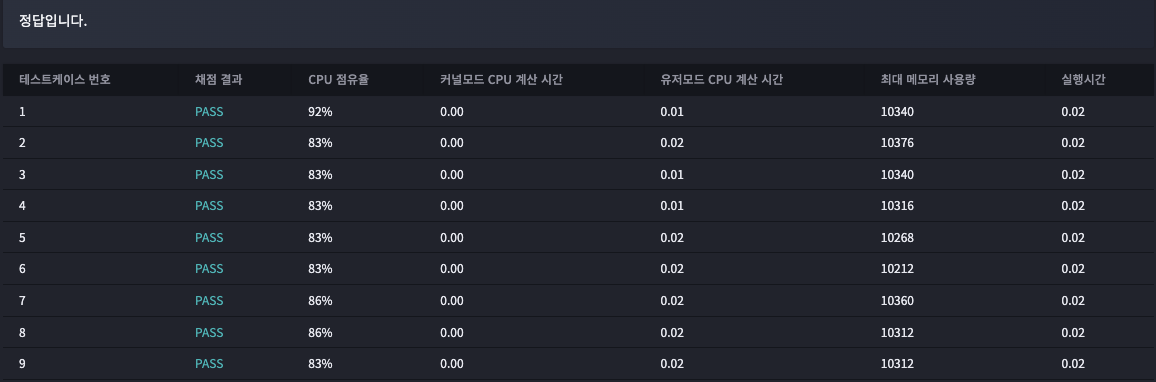 정답입니다.
테스트케이스 번호 채점 결과 CPU 점유율 커널모드 CPU 계산 시간 유저모드 CPU 계산 시간 최대 메모리 사용량 실행시간
1 PASS 92% 0.00 0.01 10340 0.02
2 PASS 83% 0.00 0.02 10376 0.02
3 PASS 83% 0.00 0.01 10340 0.02
4 PASS 83% 0.00 0.01 10316 0.02
5 PASS 83% 0.00 0.02 10268 0.02
6 PASS 83% 0.00 0.02 10212 0.02
7 PASS 86% 0.00 0.02 10360 0.02
8 PASS 86% 0.00 0.02 10312 0.02
9 PASS 83% 0.00 0.02 10312 0.02